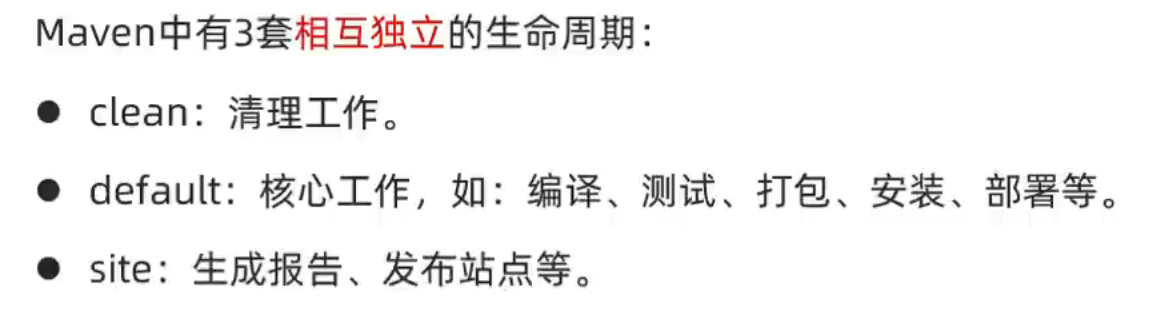 Maven中有3套相互独立的生命周期：
● clean：清理工作。
● default：核心工作，如：编译、测试、打包、安装、部署等。
● site：生成报告、发布站点等。